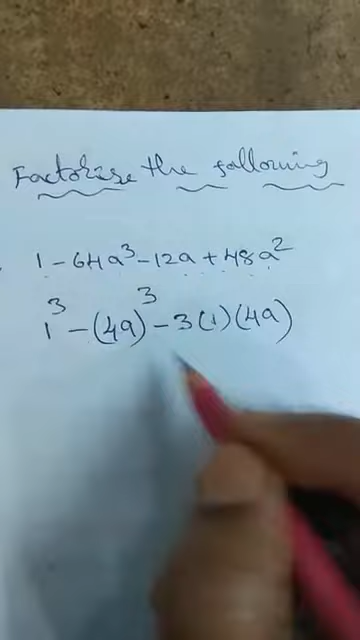 Factorise the following
1 - 64a³ - 12a + 48a²
1³ - (4a)³ - 3(1)(4a)